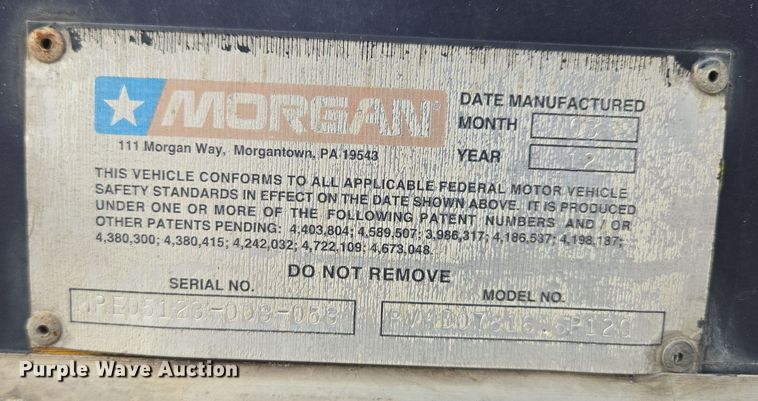 MORGAN
111 Morgan Way, Morgantown, PA 19543
DATE MANUFACTURED
MONTH 03
YEAR 12
THIS VEHICLE CONFORMS TO ALL APPLICABLE FEDERAL MOTOR VEHICLE
SAFETY STANDARDS IN EFFECT ON THE DATE SHOWN ABOVE. IT IS PRODUCED
UNDER ONE OR MORE OF THE FOLLOWING PATENT NUMBERS AND / OR
OTHER PATENTS PENDING: 4,403,804; 4,589,507; 3,986,317; 4,186,537; 4,198,187;
4,380,300; 4,380,415; 4,242,032; 4,722,109; 4,673,048.
DO NOT REMOVE
SERIAL NO.
MODEL NO.
Purple Wave Auction